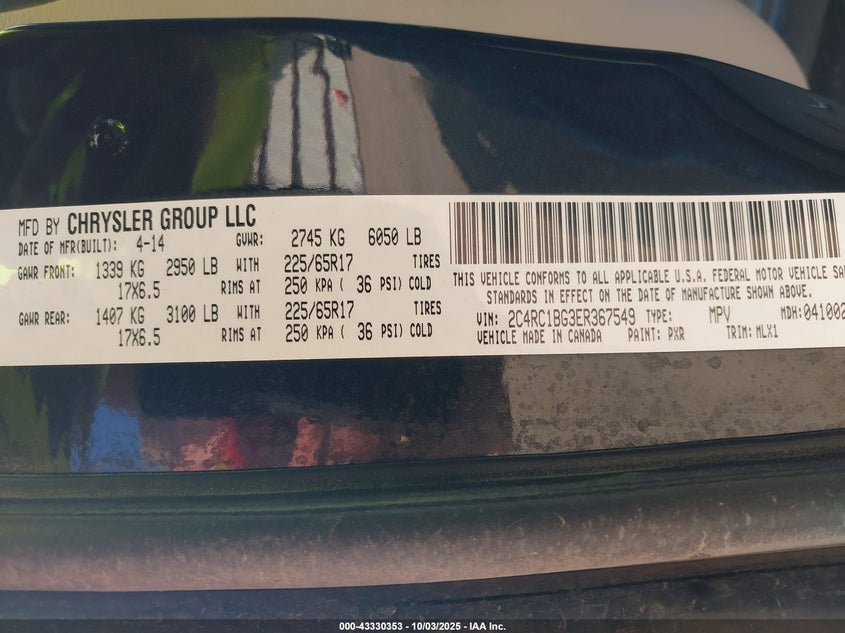 MFD BY CHRYSLER GROUP LLC
DATE OF MFR(BUILT): 4-14 GVWR: 2745 KG 6050 LB
GAWR FRONT: 1339 KG 2950 LB WITH 225/65R17 TIRES
17X6.5 RIMS AT 250 KPA ( 36 PSI) COLD
GAWR REAR: 1407 KG 3100 LB WITH 225/65R17 TIRES
17X6.5 RIMS AT 250 KPA ( 36 PSI) COLD
THIS VEHICLE CONFORMS TO ALL APPLICABLE U.S.A. FEDERAL MOTOR VEHICLE SA
STANDARDS IN EFFECT ON THE DATE OF MANUFACTURE SHOWN ABOVE.
VIN: 2C4RC1BG3ER367549 TYPE: MPV MDH: 041002
VEHICLE MADE IN CANADA PAINT: PXR TRIM: MLX1
000-43330353 - 10/03/2025 - IAA Inc.